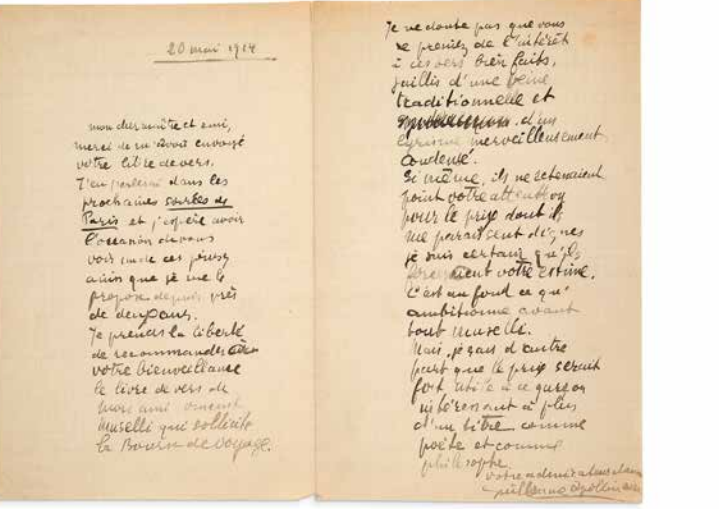 20 mai 1914
mon cher maître et ami,
merci de m'avoir envoyé
votre livre de vers.
J'en parlerai dans les
prochaines soirées de
Paris et j'espère avoir
l'occasion de vous
voir un de ces jours
ainsi que je me le
propose depuis près
de deux ans.
Je prends la liberté
de recommander à
votre bienveillance
le livre de vers de
mon ami Vincent
Muselli qui sollicite
la Bourse de Voyage.
Je ne doute pas que vous
ne preniez de l'intérêt
à ces vers bien faits,
jaillis d'une veine
traditionnelle et
d'un
lyrisme merveilleusement
condensé.
Si même, ils ne retenaient
point votre attention
pour le prix dont ils
me paraissent dignes
je suis certain qu'ils
forceraient votre estime.
C'est au fond ce qu'
ambitionne avant
tout Muselli.
Mais, je sais d'autre
part que le prix serait
fort utile à ce garçon
intéressant à plus
d'un titre comme
poète et comme
philosophe.
votre admirateur
Guillaume Apollinaire